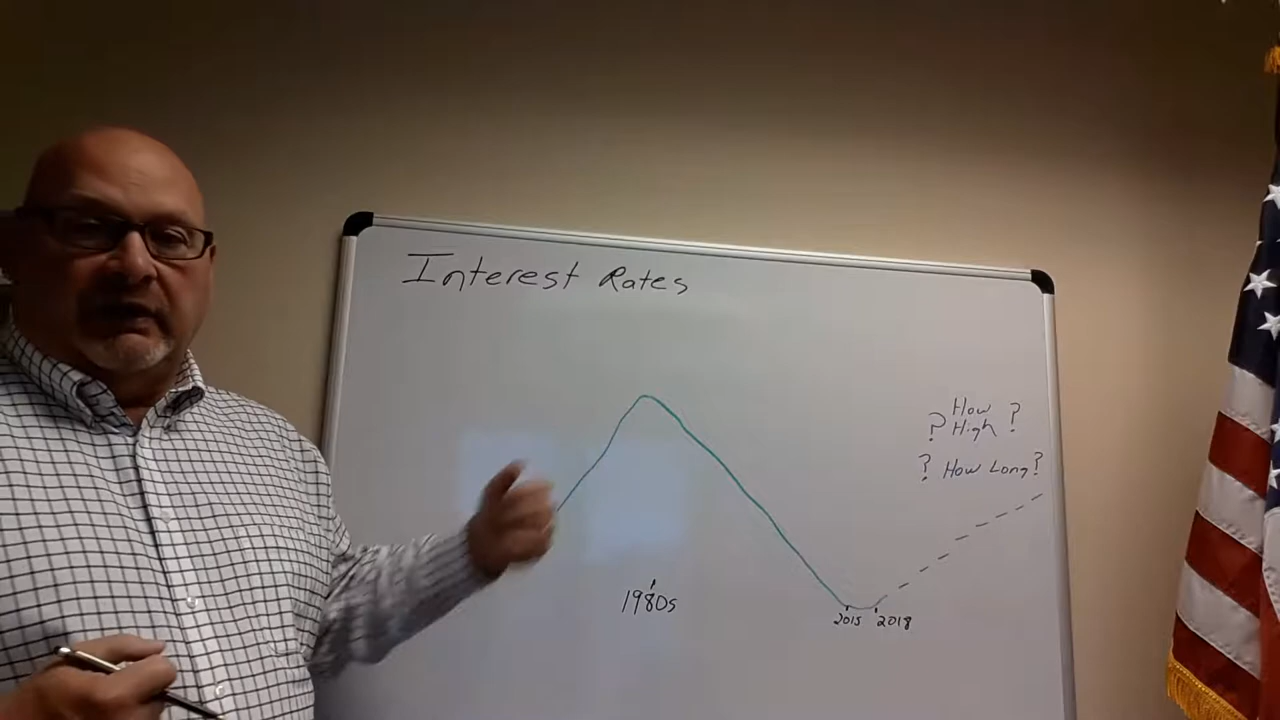 Interest Rates
? How High ?
? How Long?
1980s
2015 2018